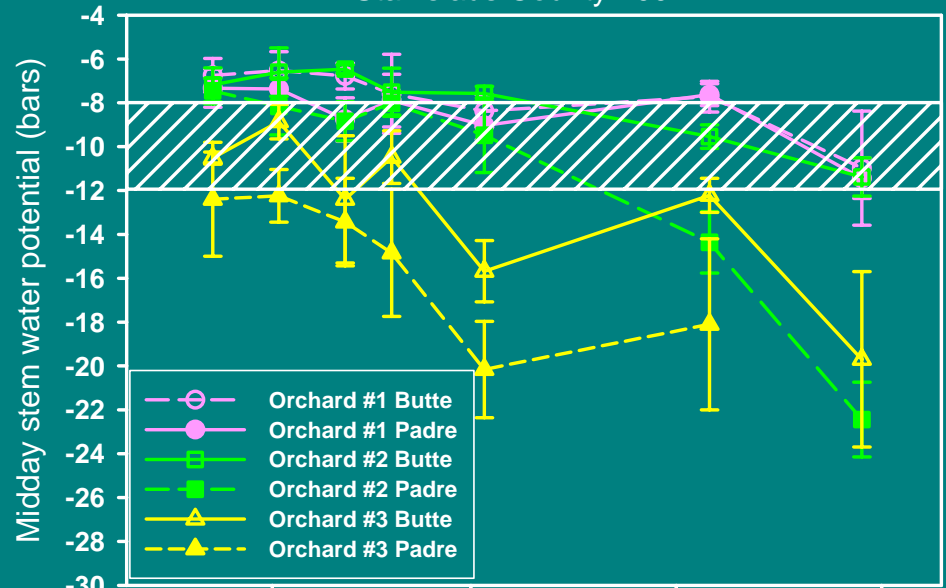 Midday stem water potential (bars)
-4
-6
-8
-10
-12
-14
-16
-18
-20
-22
-24
-26
-28
-30
Orchard #1 Butte
Orchard #1 Padre
Orchard #2 Butte
Orchard #2 Padre
Orchard #3 Butte
Orchard #3 Padre